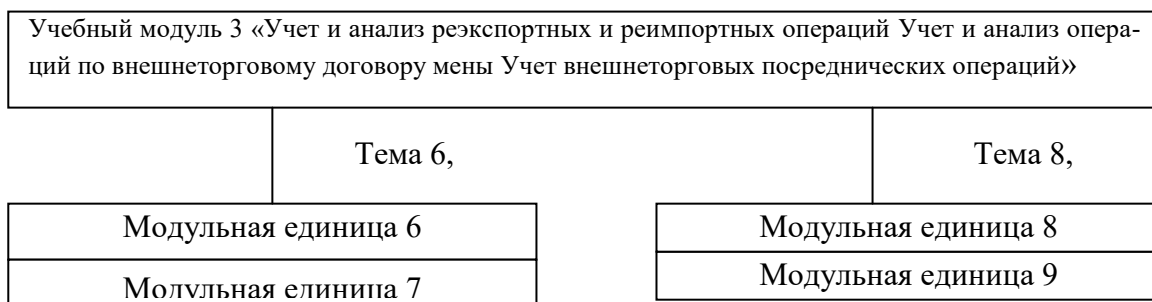 Учебный модуль 3 «Учет и анализ реэкспортных и реимпортных операций Учет и анализ опера-
ций по внешнеторговому договору мены Учет внешнеторговых посреднических операций»
Тема 6,
Тема 8,
Модульная единица 6
Модульная единица 8
Модульная единица 7
Модульная единица 9